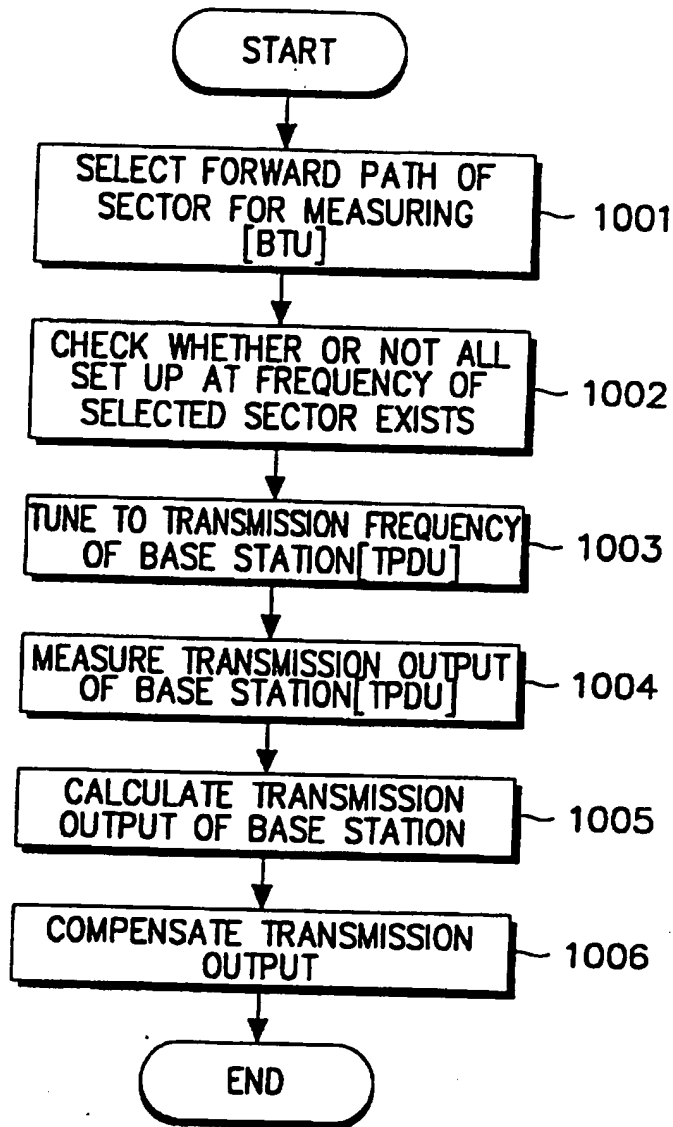 START
SELECT FORWARD PATH OF
SECTOR FOR MEASURING
[BTU]
1001
CHECK WHETHER OR NOT ALL
SET UP AT FREQUENCY OF
SELECTED SECTOR EXISTS
1002
TUNE TO TRANSMISSION FREQUENCY
OF BASE STATION[TPDU]
1003
MEASURE TRANSMISSION OUTPUT
OF BASE STATION[TPDU]
1004
CALCULATE TRANSMISSION
OUTPUT OF BASE STATION
1005
COMPENSATE TRANSMISSION
OUTPUT
1006
END